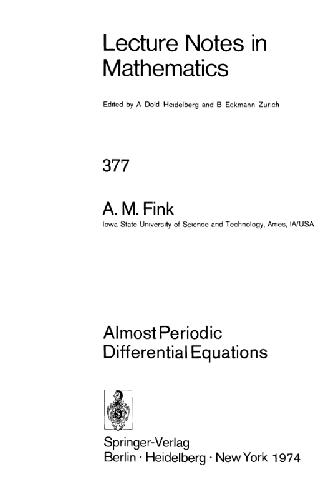 Lecture Notes in
Mathematics
Edited by A. Dold, Heidelberg and B. Eckmann, Zürich
377
A. M. Fink
Iowa State University of Science and Technology, Ames, IA/USA
Almost Periodic
Differential Equations
Springer-Verlag
Berlin · Heidelberg · New York 1974